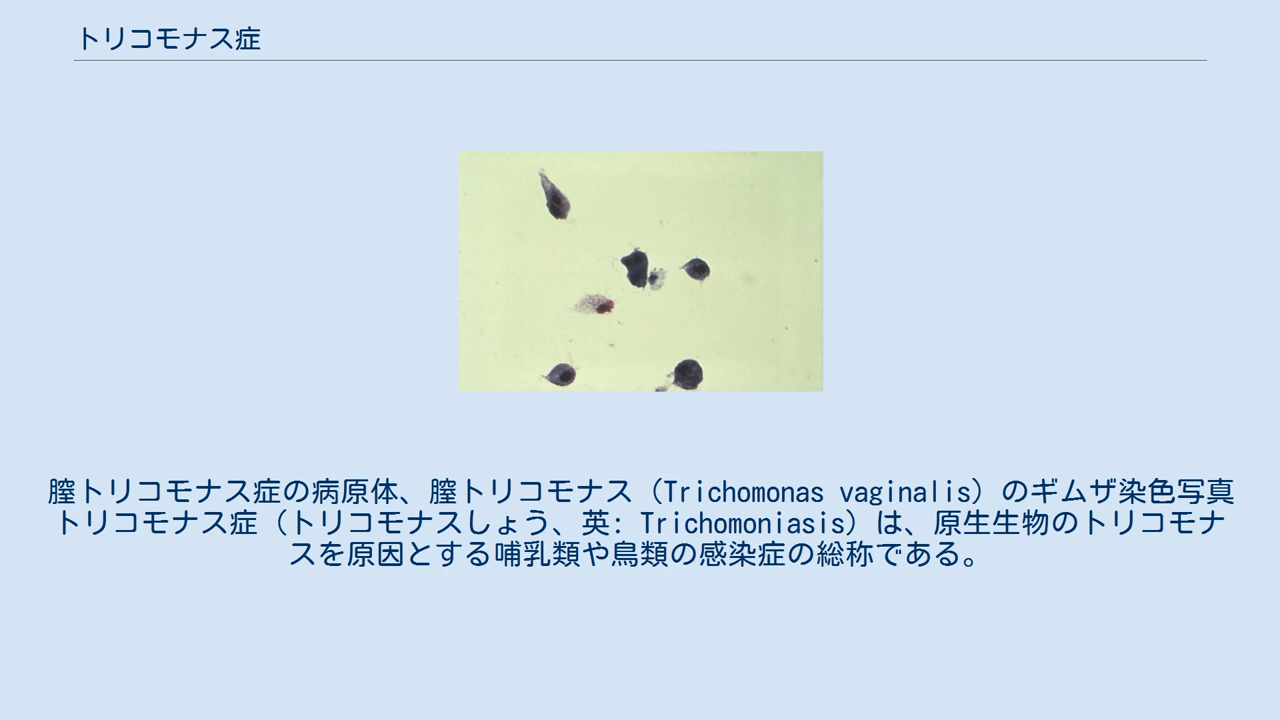 トリコモナス症
膣トリコモナス症の病原体、膣トリコモナス（Trichomonas vaginalis）のギムザ染色写真
トリコモナス症（トリコモナスしょう、英: Trichomoniasis）は、原生生物のトリコモナ
スを原因とする哺乳類や鳥類の感染症の総称である。